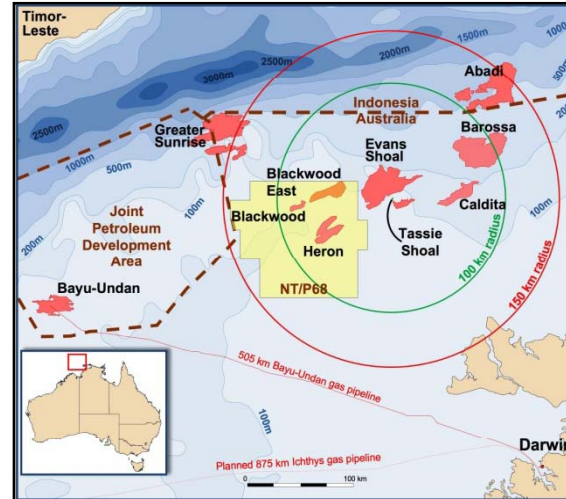 Timor-
Leste
1000m
1500m
2000m
2500m
3000m
2500m
1000m
500m
200m
100m
1000m
500m
200m
100m
100m
Abadi
Indonesia
Australia
Greater
Sunrise
Barossa
Evans
Shoal
Blackwood
East
Blackwood
Caldita
Tassie
Shoal
Heron
Joint
Petroleum
Development
Area
NT/P68
100 km radius
150 km radius
Bayu-Undan
505 km Bayu-Undan gas pipeline
Planned 875 km Ichthys gas pipeline
Darwin
0
100 km